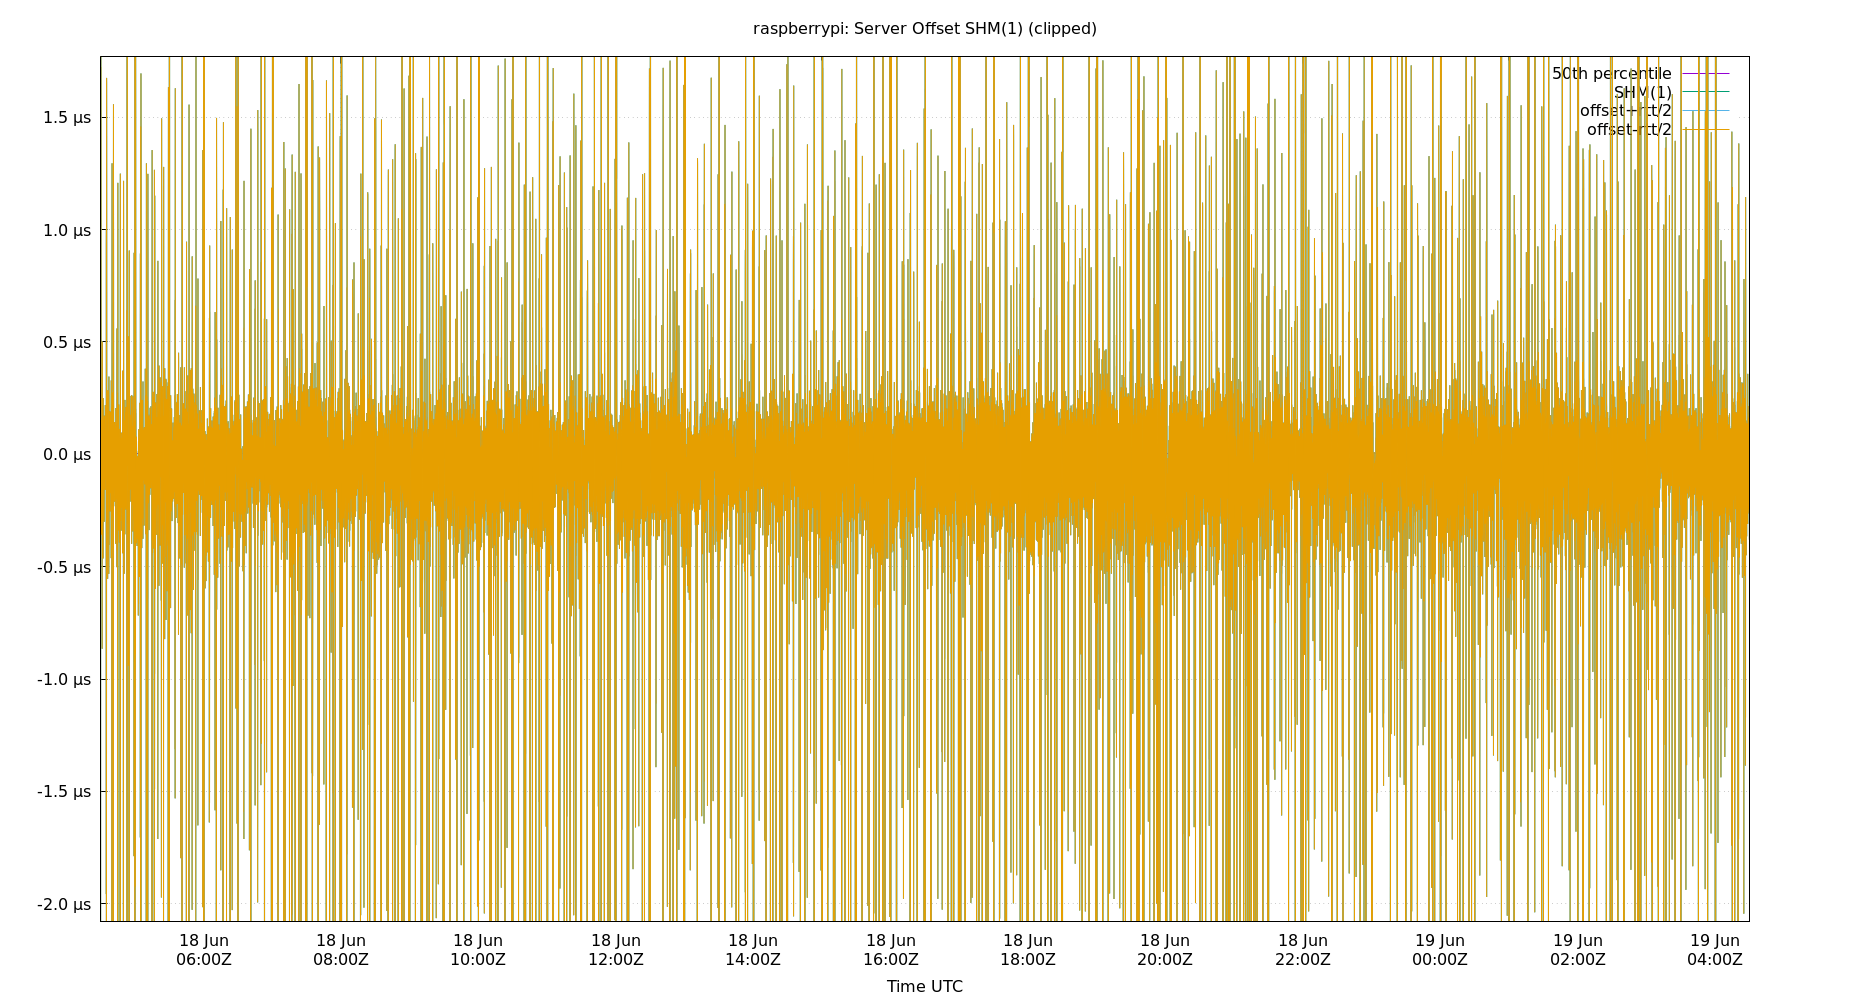 raspberrypi: Server Offset SHM(1) (clipped)
50th percentile
SHM(1)
offset+rtt/2
offset-rtt/2
1.5 µs
1.0 µs
0.5 µs
0.0 µs
-0.5 µs
-1.0 µs
-1.5 µs
-2.0 µs
18 Jun 18 Jun 18 Jun 18 Jun 18 Jun 18 Jun 18 Jun 18 Jun 18 Jun 19 Jun 19 Jun 19 Jun
06:00Z 08:00Z 10:00Z 12:00Z 14:00Z 16:00Z 18:00Z 20:00Z 22:00Z 00:00Z 02:00Z 04:00Z
Time UTC